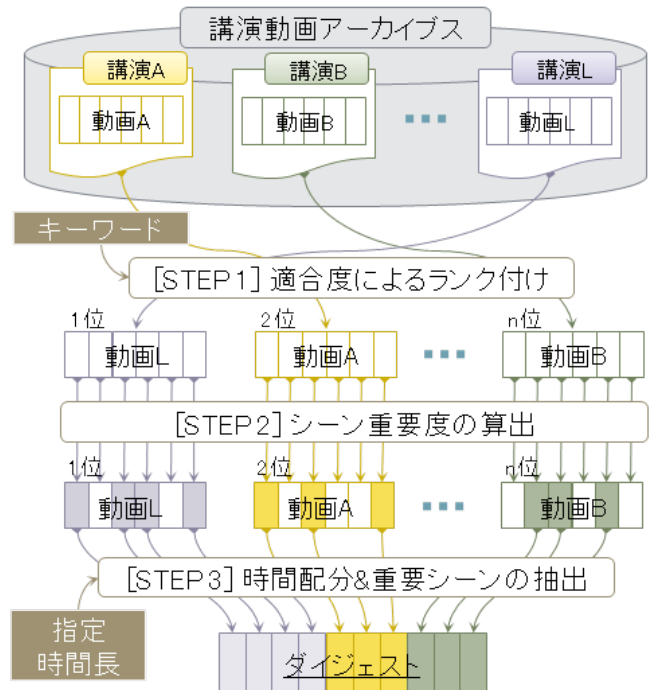 講演動画アーカイブス
講演A
講演B
講演L
動画A
動画B
動画L
キーワード
[STEP1] 適合度によるランク付け
1位
2位
n位
動画L
動画A
動画B
[STEP2]シーン重要度の算出
1位
2位
n位
動画L
動画A
動画B
[STEP3] 時間配分&重要シーンの抽出
指定
時間長
ダイジェスト